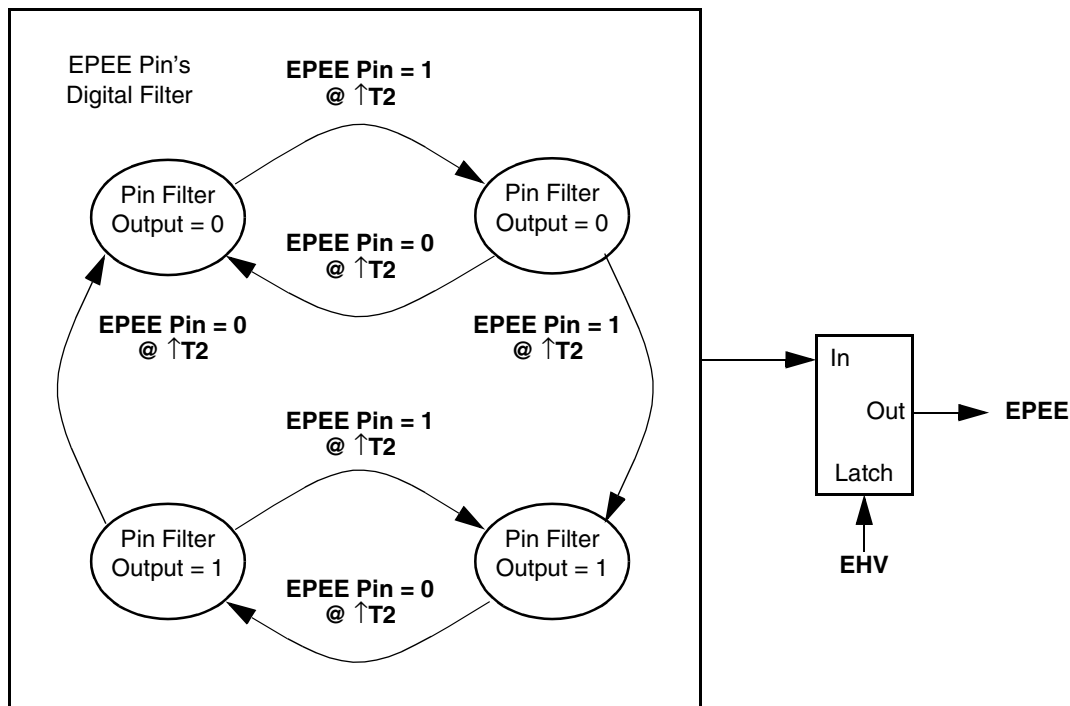 EPEE Pin's
Digital Filter
EPEE Pin = 1
@ ↑T2
Pin Filter
Output = 0
Pin Filter
Output = 0
EPEE Pin = 0
@ ↑T2
EPEE Pin = 0
@ ↑T2
EPEE Pin = 1
@ ↑T2
In
Out
EPEE
Latch
EHV
EPEE Pin = 1
@ ↑T2
Pin Filter
Output = 1
Pin Filter
Output = 1
EPEE Pin = 0
@ ↑T2